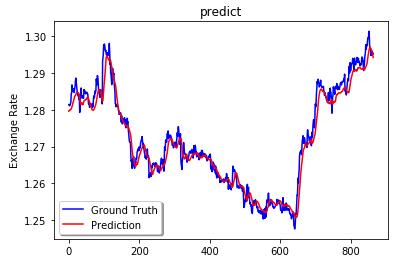 predict
Exchange Rate
1.30
1.29
1.28
1.27
1.26
1.25
0
200
400
600
800
Ground Truth
Prediction